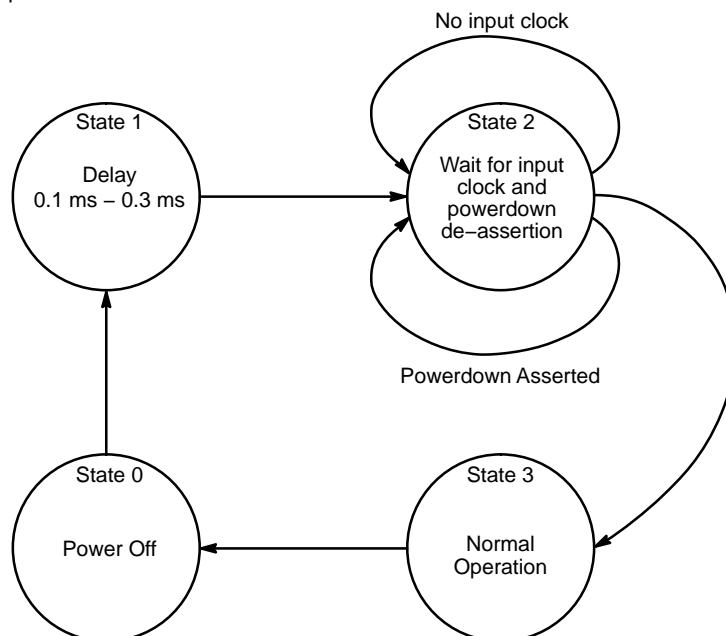 No input clock
State 1
Delay
0.1 ms – 0.3 ms
State 2
Wait for input
clock and
powerdown
de–assertion
Powerdown Asserted
State 0
Power Off
State 3
Normal
Operation